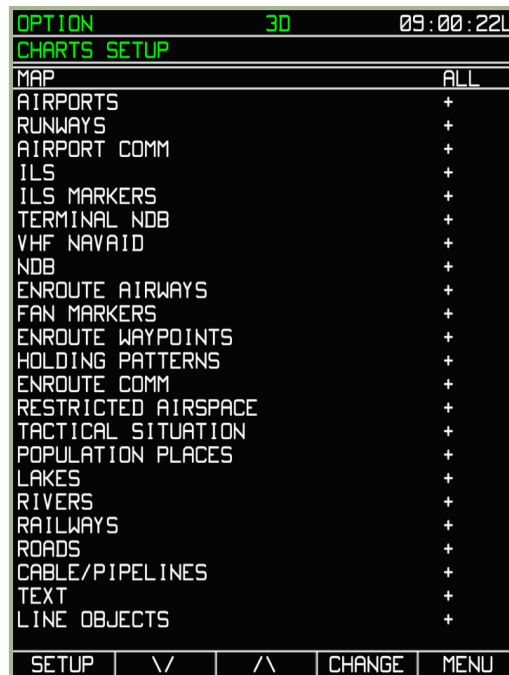 OPTION 3D 09:00:22L
CHARTS SETUP
MAP ALL
AIRPORTS +
RUNWAYS +
AIRPORT COMM +
ILS +
ILS MARKERS +
TERMINAL NDB +
VHF NAVAID +
NDB +
ENROUTE AIRWAYS +
FAN MARKERS +
ENROUTE WAYPOINTS +
HOLDING PATTERNS +
ENROUTE COMM +
RESTRICTED AIRSPACE +
TACTICAL SITUATION +
POPULATION PLACES +
LAKES +
RIVERS +
RAILWAYS +
ROADS +
CABLE/PIPELINES +
TEXT +
LINE OBJECTS +
SETUP \/ /\ CHANGE MENU